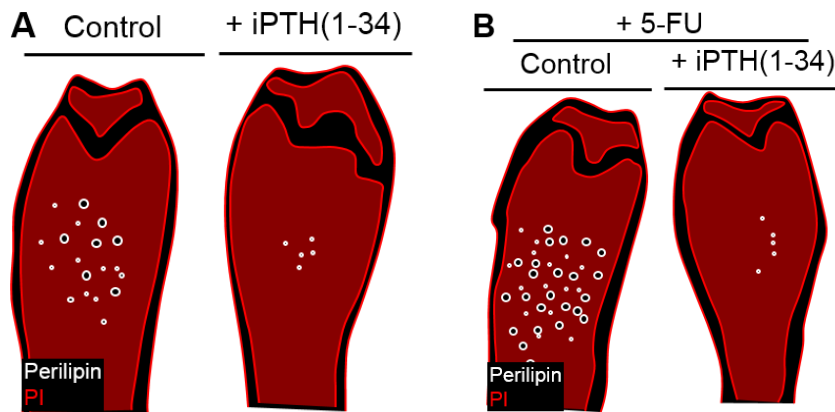 A
Control
+ iPTH(1-34)
Perilipin
PI
B
+ 5-FU
Control
+ iPTH(1-34)
Perilipin
PI